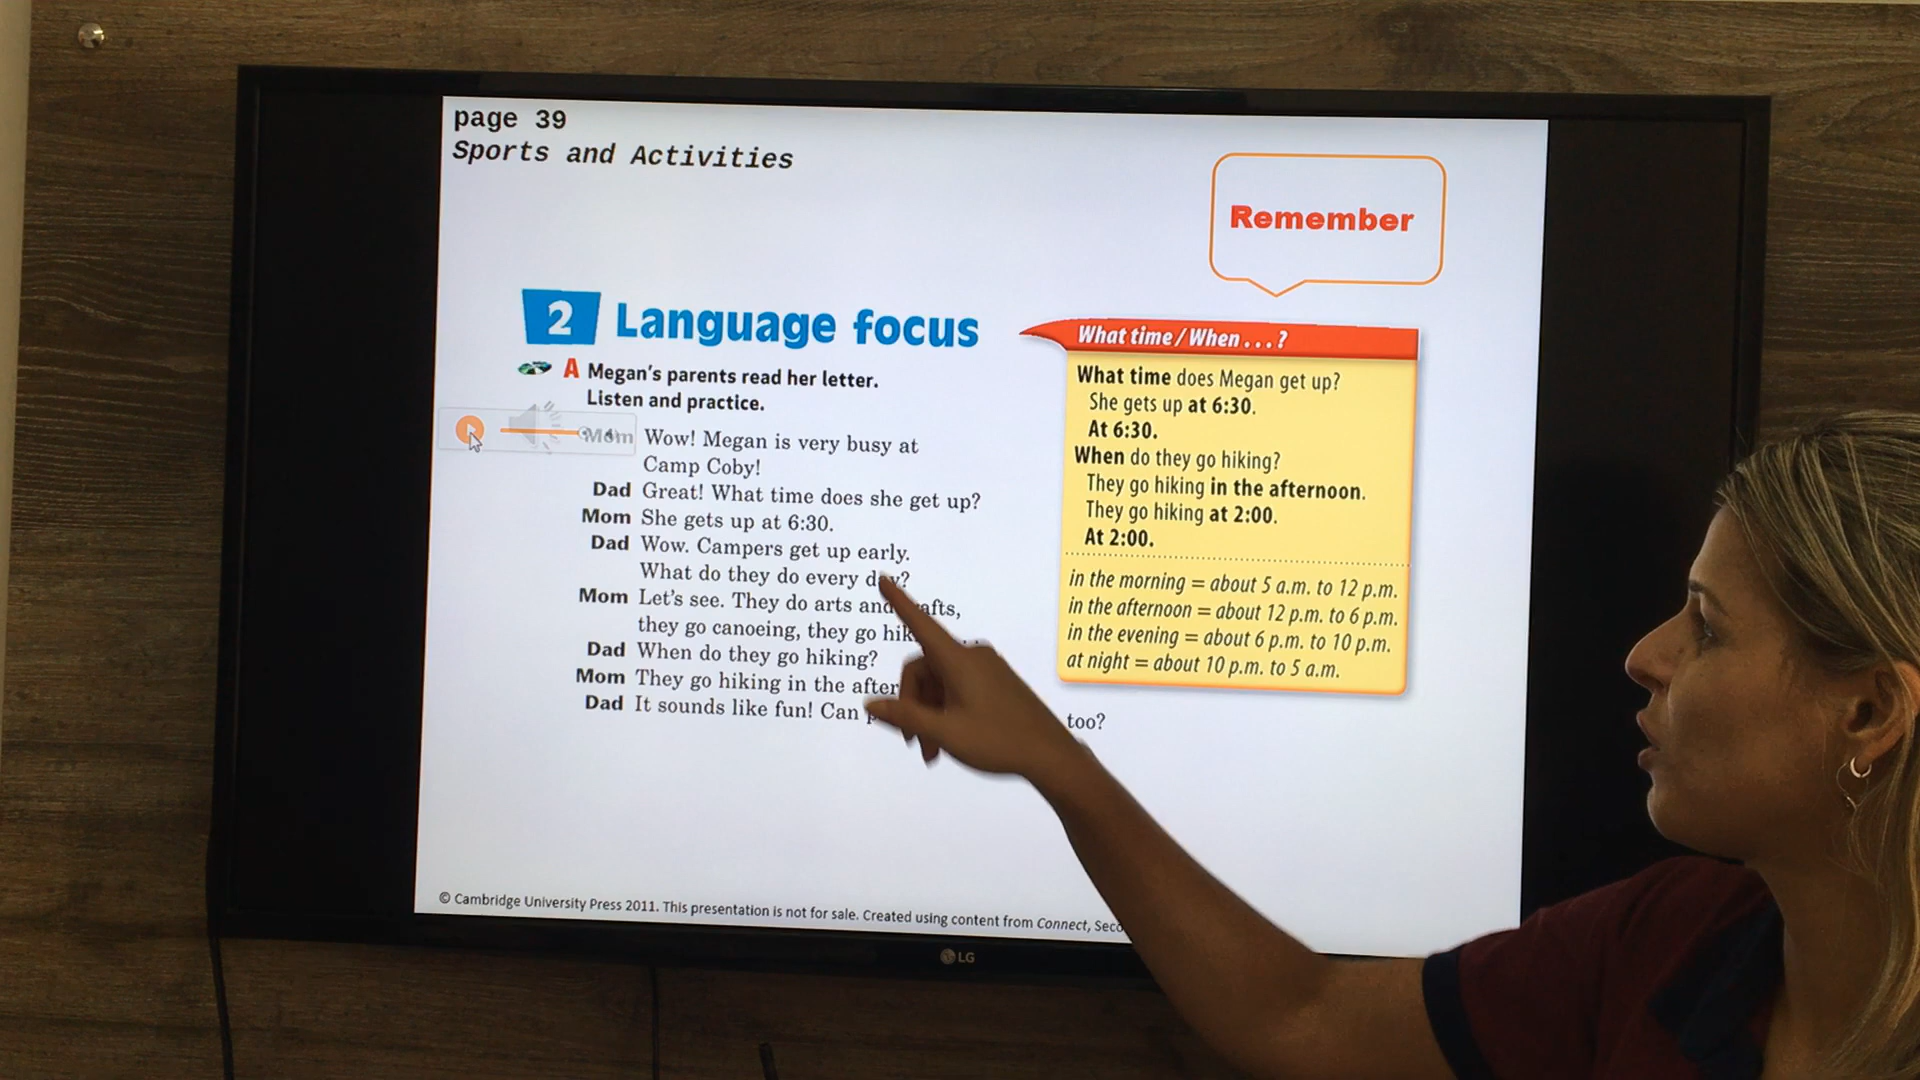 page 39
Sports and Activities
Remember
2 Language focus
A Megan's parents read her letter.
Listen and practice.
Mom Wow! Megan is very busy at
Camp Coby!
Dad Great! What time does she get up?
Mom She gets up at 6:30.
Dad Wow. Campers get up early.
What do they do every day?
Mom Let's see. They do arts and
they go canoeing, they go
Dad When do they go hiking?
Mom They go hiking in the
Dad It sounds like fun! Can
too?
What time / When . . . ?
What time does Megan get up?
She gets up at 6:30.
At 6:30.
When do they go hiking?
They go hiking in the afternoon.
They go hiking at 2:00.
At 2:00.
in the morning = about 5 a.m. to 12 p.m.
in the afternoon = about 12 p.m. to 6 p.m.
in the evening = about 6 p.m. to 10 p.m.
at night = about 10 p.m. to 5 a.m.
© Cambridge University Press 2011. This presentation is not for sale. Created using content from Connect,
LG